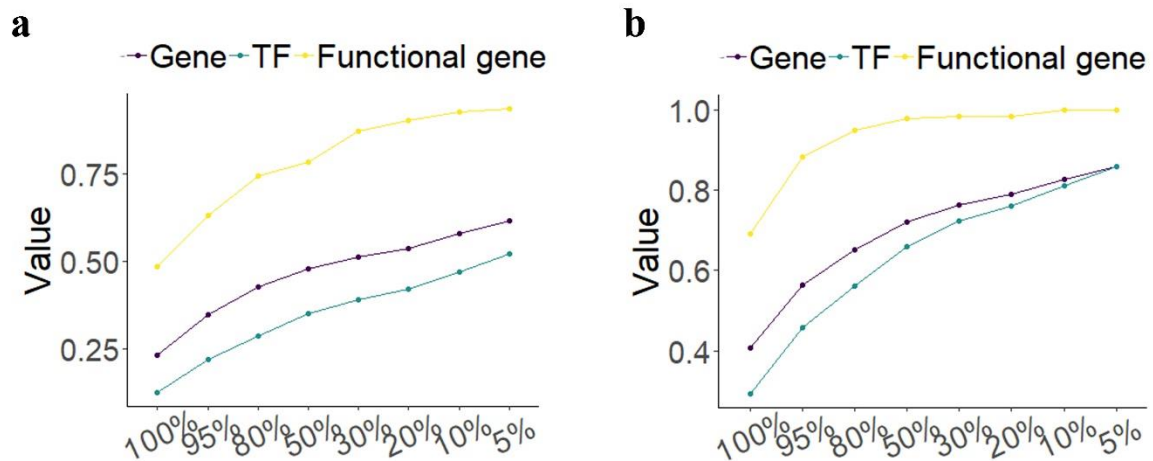 a
Gene TF Functional gene
Value
0.75
0.50
0.25
100% 95% 80% 50% 30% 20% 10% 5%
b
Gene TF Functional gene
Value
1.0
0.8
0.6
0.4
100% 95% 80% 50% 30% 20% 10% 5%